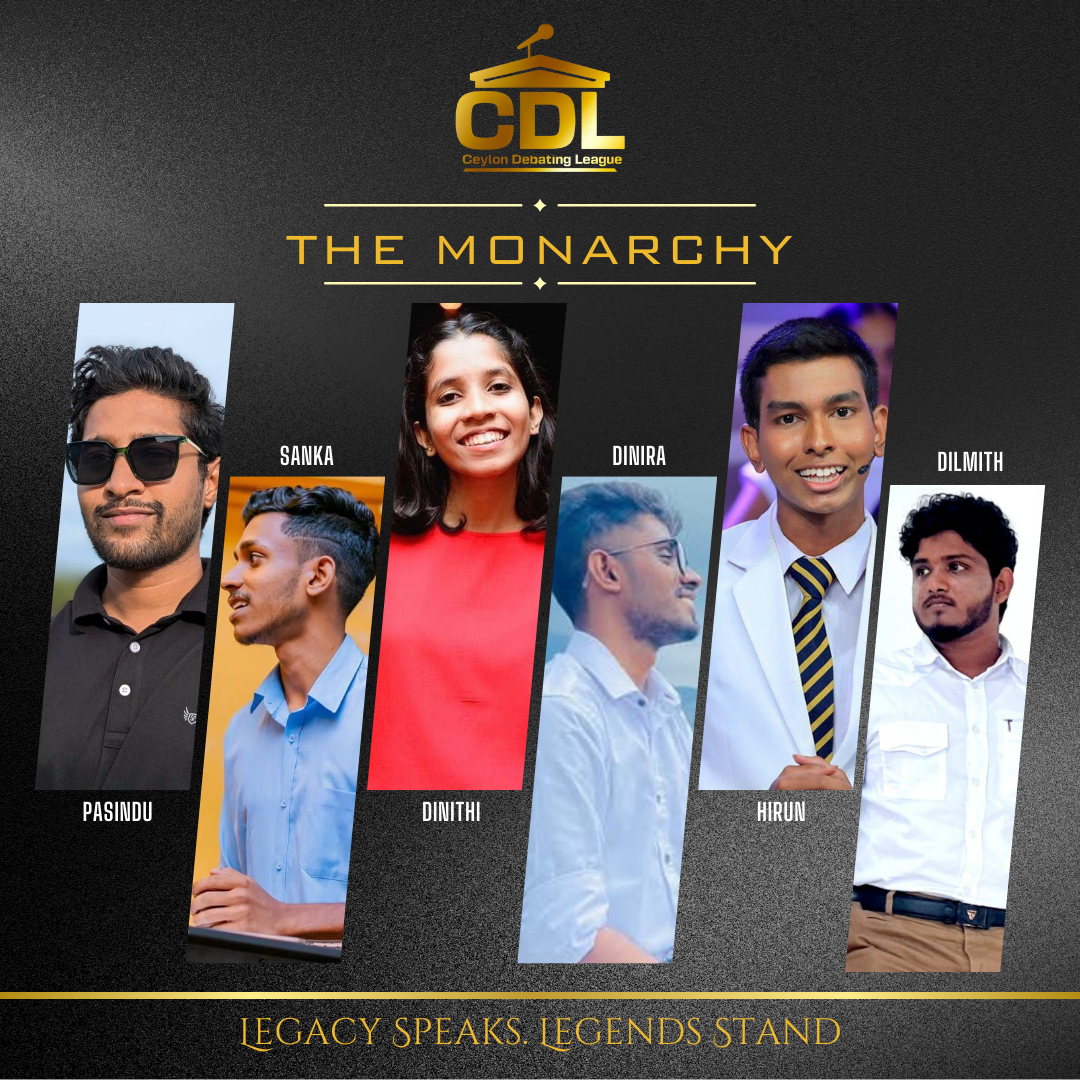 CDL
Ceylon Debating League
THE MONARCHY
SANKA
DINIRA
DILMITH
PASINDU
DINITHI
HIRUN
LEGACY SPEAKS. LEGENDS STAND